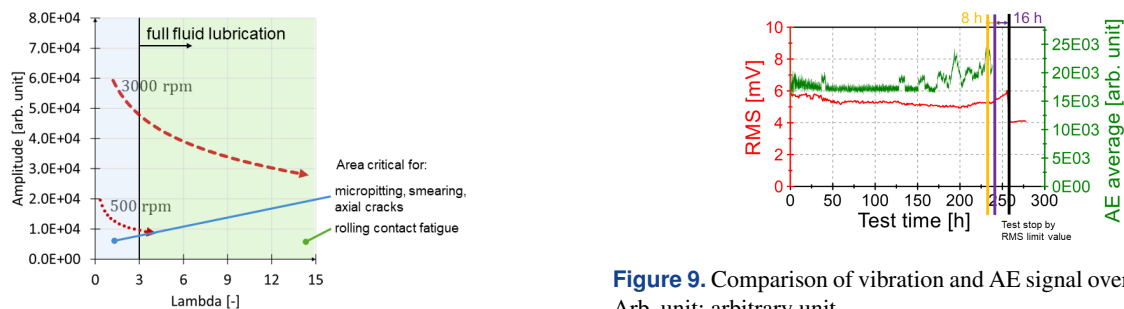 8.0E+04
7.0E+04
6.0E+04
5.0E+04
4.0E+04
3.0E+04
2.0E+04
1.0E+04
0.0E+00
Amplitude [arb. unit]
full fluid lubrication
3000 rpm
500 rpm
0 3 6 9 12 15
Lambda [-]
Area critical for:
micropitting, smearing,
axial cracks
rolling contact fatigue
8 h 16 h
10
8
6
4
2
0
RMS [mV]
25E03
20E03
15E03
10E03
5E03
0E00
AE average [arb. unit]
0 50 100 150 200 250 300
Test time [h]
Test stop by
RMS limit value
Figure 9. Comparison of vibration and AE signal over
Arb. unit: arbitrary unit